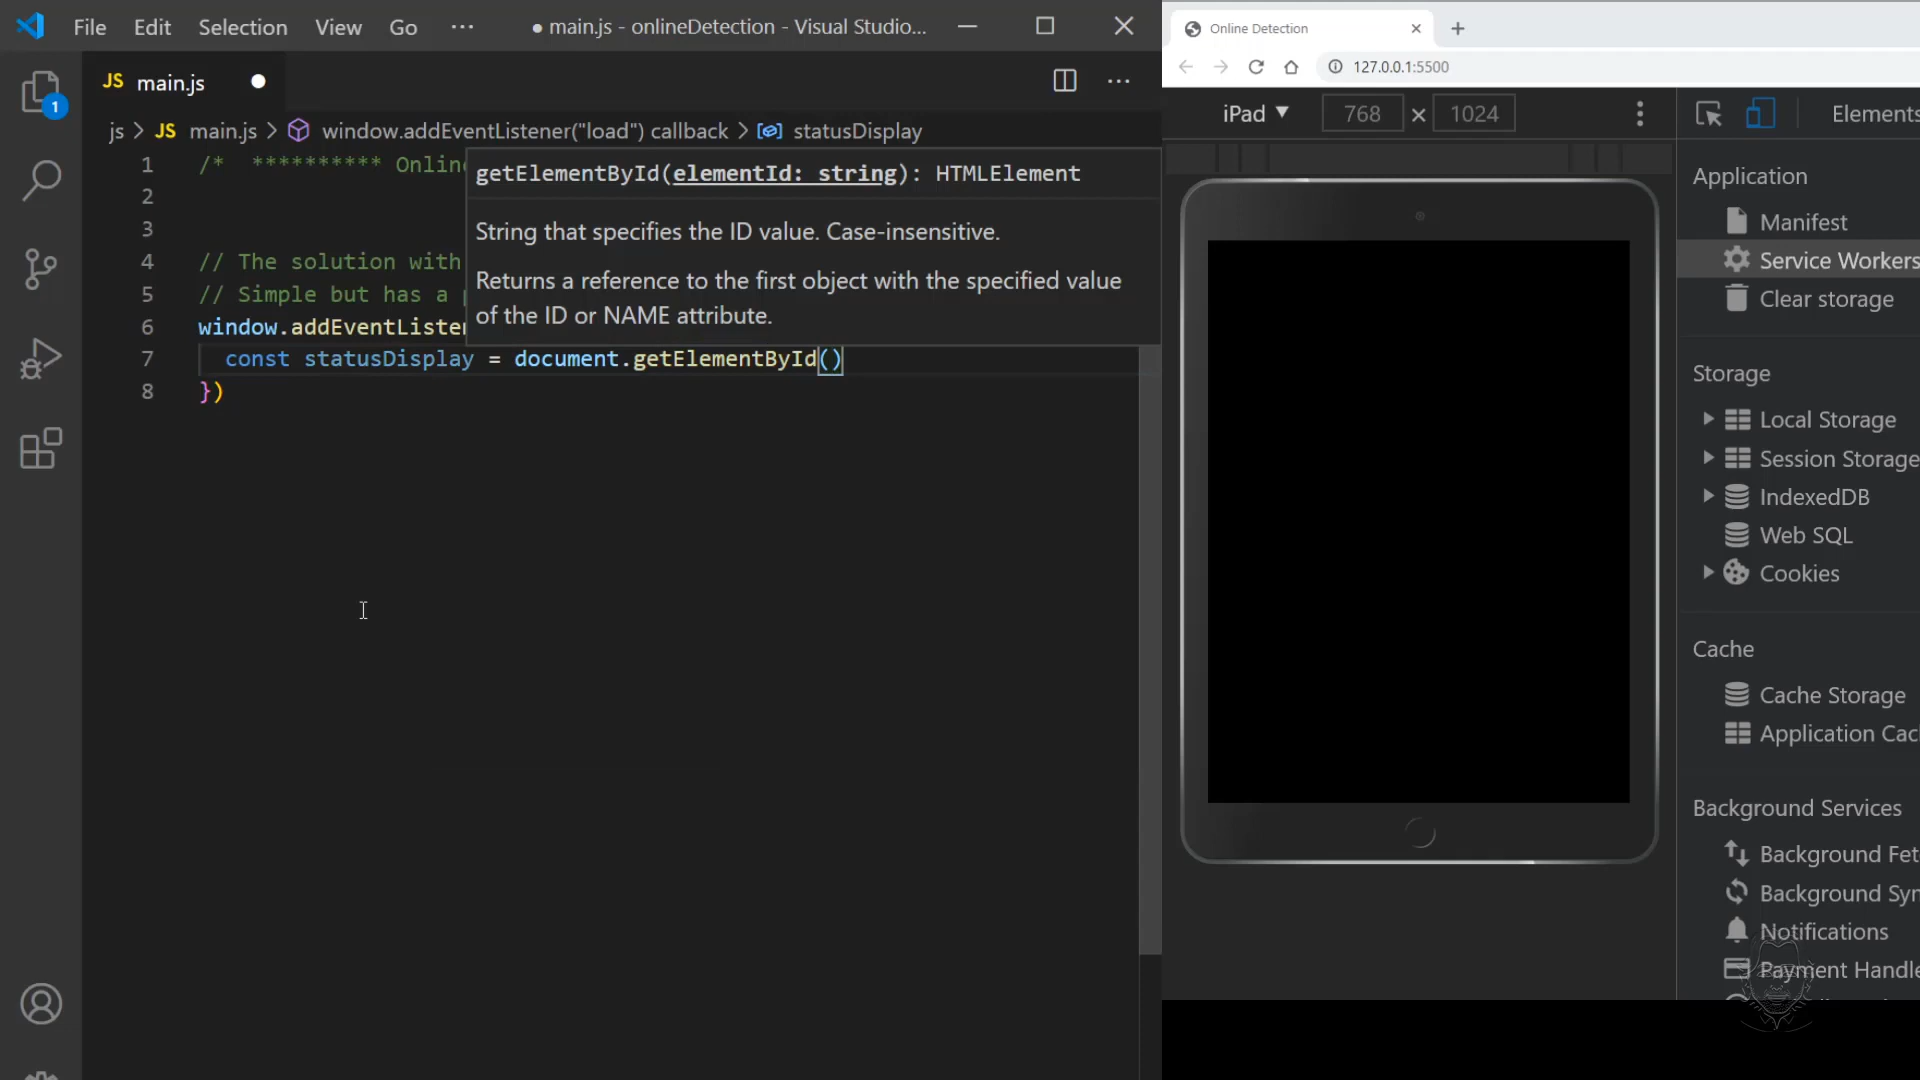 File Edit Selection View Go ··· ● main.js - onlineDetection - Visual Studio...
JS main.js
js > JS main.js > window.addEventListener("load") callback > statusDisplay
1 /* ********** Onlin
2
3
4 // The solution with
5 // Simple but has a
6 window.addEventListen
7 const statusDisplay = document.getElementById()
8 })
getElementById(elementId: string): HTMLElement
String that specifies the ID value. Case-insensitive.
Returns a reference to the first object with the specified value
of the ID or NAME attribute.
1
Online Detection
127.0.0.1:5500
iPad ▼ 768 × 1024
Elements
Application
Manifest
Service Workers
Clear storage
Storage
Local Storage
Session Storage
IndexedDB
Web SQL
Cookies
Cache
Cache Storage
Application Cac
Background Services
Background Fet
Background Syn
Notifications
Payment Handle